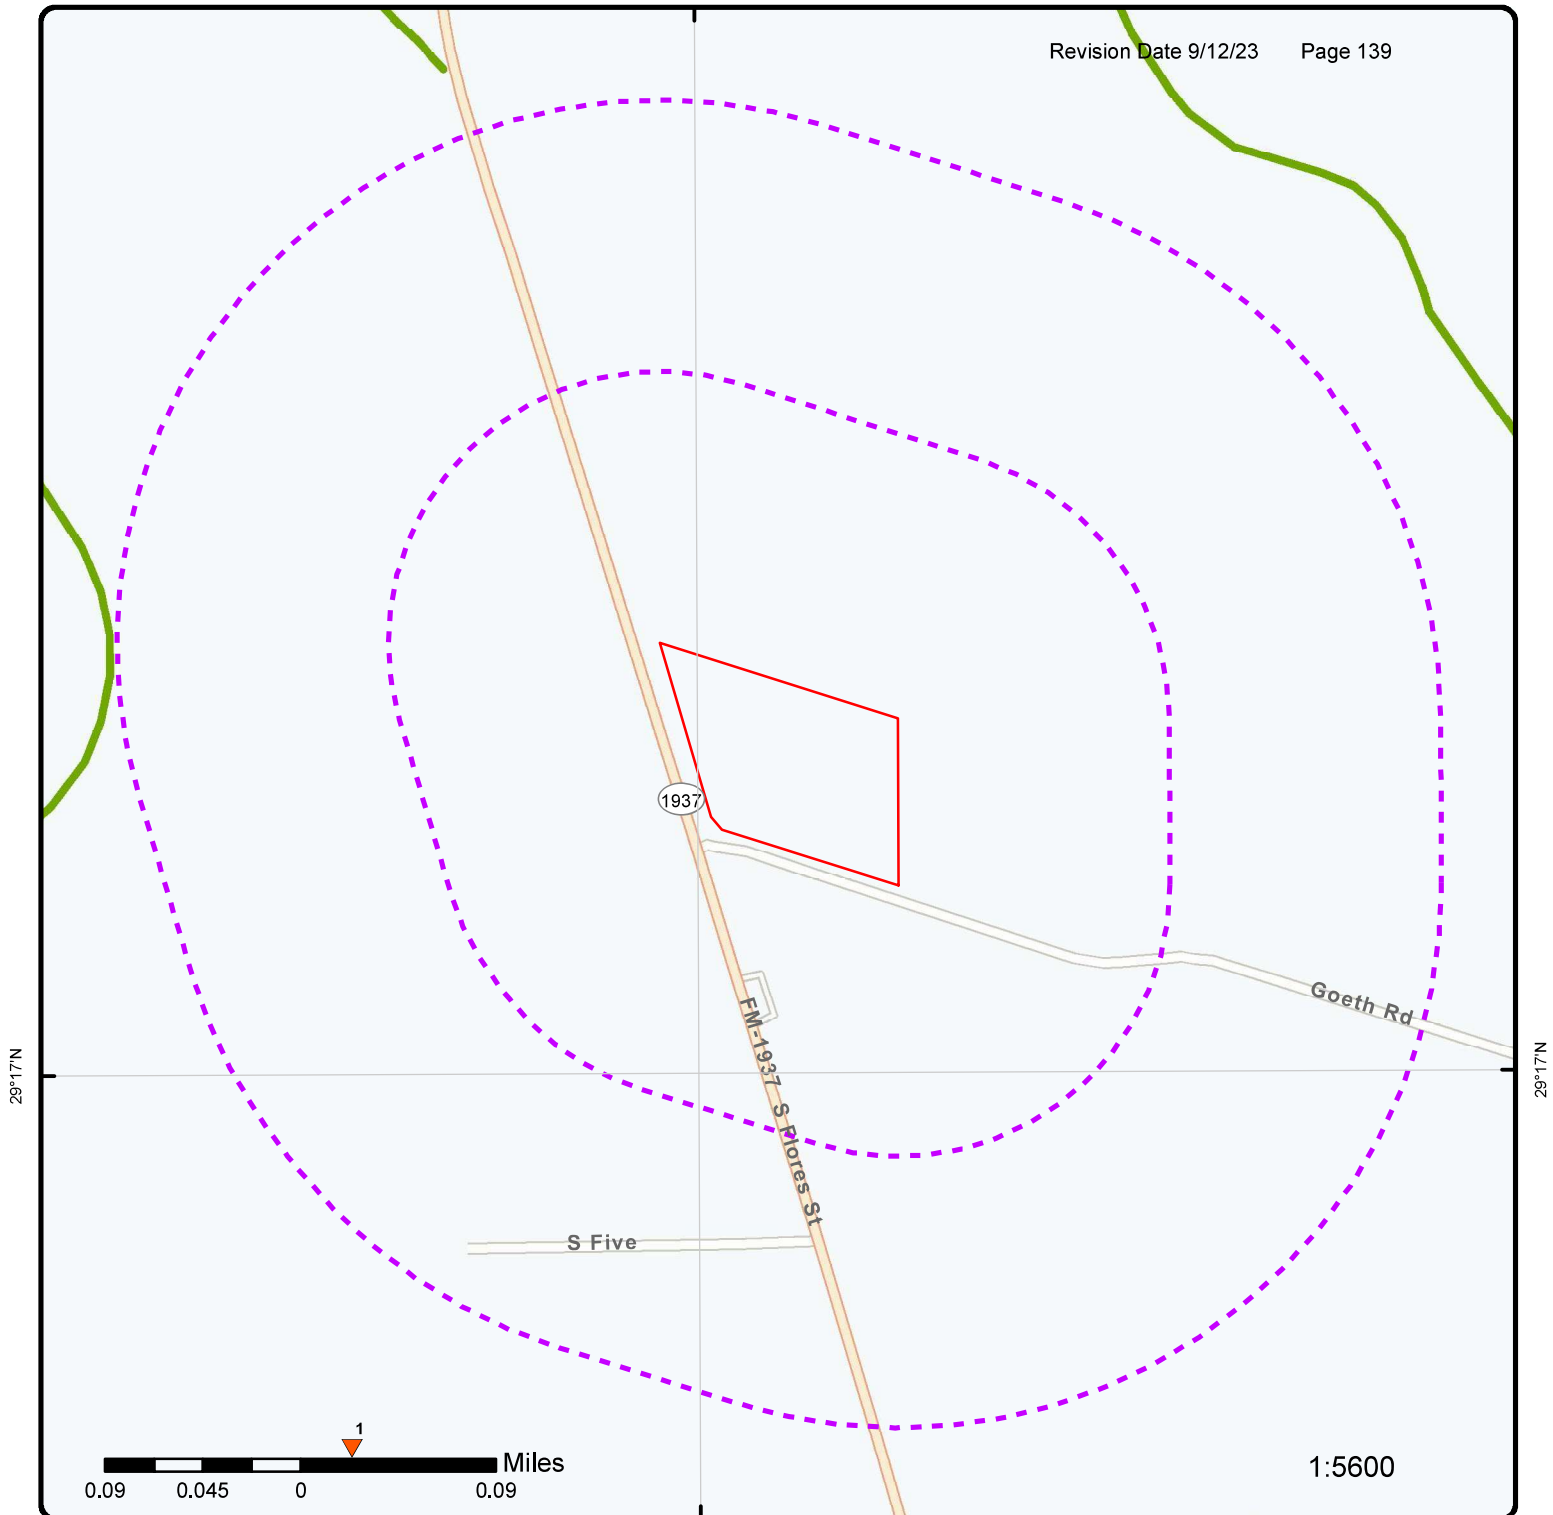 Revision Date 9/12/23 Page 139
1937
Goeth Rd
FM-1937 S Flores St
29°17'N
29°17'N
S Five
1
Miles
0.09 0.045 0 0.09
1:5600